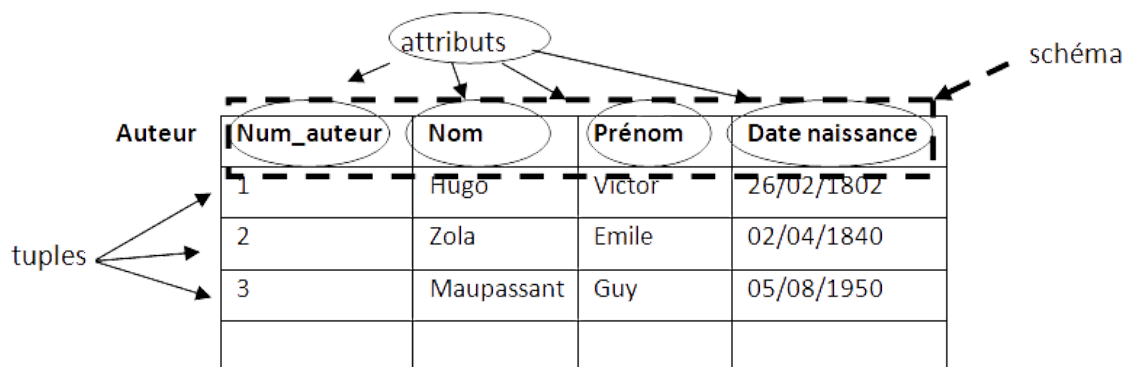 attributs
schéma
Auteur Num_auteur Nom Prénom Date naissance
1 Hugo Victor 26/02/1802
tuples
2 Zola Emile 02/04/1840
3 Maupassant Guy 05/08/1950